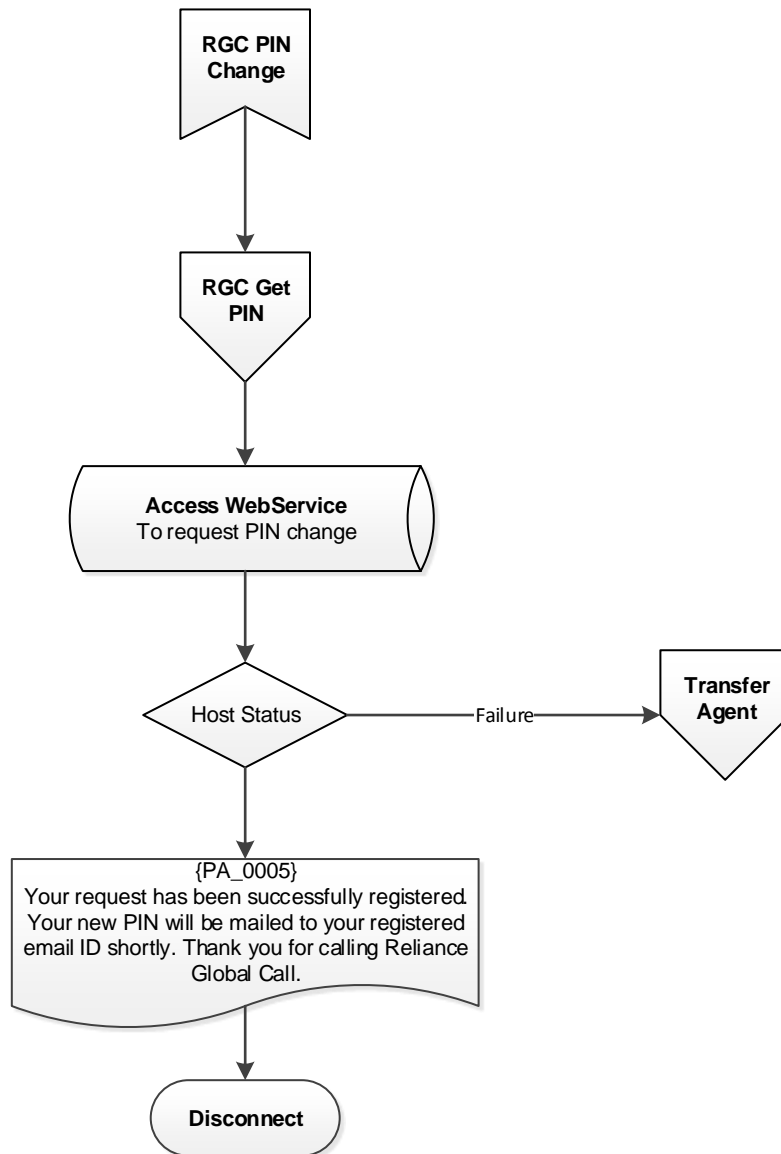 RGC PIN
Change
RGC Get
PIN
Access WebService
To request PIN change
Host Status
Failure
Transfer
Agent
{PA_0005}
Your request has been successfully registered.
Your new PIN will be mailed to your registered
email ID shortly. Thank you for calling Reliance
Global Call.
Disconnect